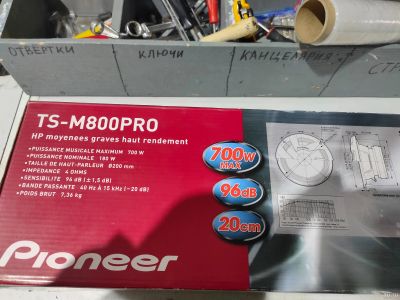 ОТВЕРТКИ
КЛЮЧИ
КАНЦЕЛЯРИЯ
СТР
TS-M800PRO
HP moyenees graves haut rendement
•PUISSANCE MUSICALE MAXIMUM 700 W
•PUISSANCE NOMINALE 180 W
•TAILLE DE HAUT-PARLEUR Ø200 mm
•IMPEDANCE 4 OHMS
•SENSIBILITE 96 dB (±1,5 dB)
•BANDE PASSANTE 40 Hz À 15 kHz (-20 dB)
•POIDS BRUT 7,36 kg
700W
MAX
96dB
20cm
Pioneer